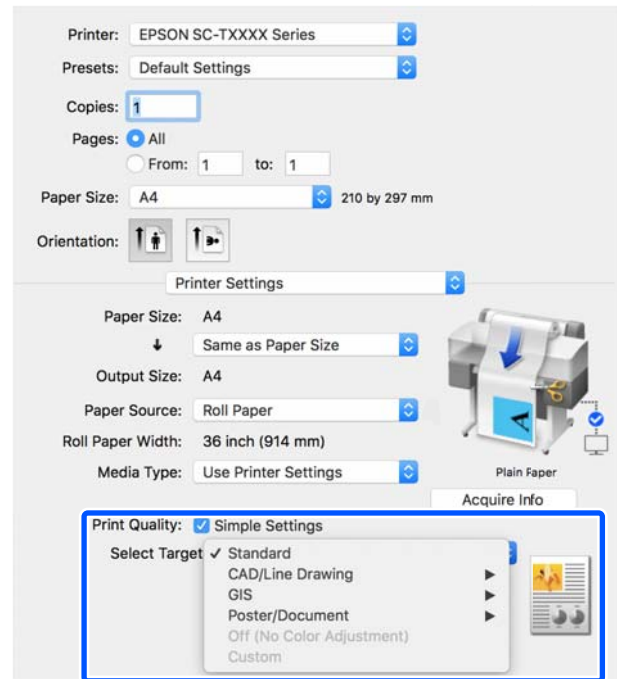 Printer: EPSON SC-TXXXX Series
Presets: Default Settings
Copies: 1
Pages: All
From: 1 to: 1
Paper Size: A4 210 by 297 mm
Orientation:
Printer Settings
Paper Size: A4
Same as Paper Size
Output Size: A4
Paper Source: Roll Paper
Roll Paper Width: 36 inch (914 mm)
Media Type: Use Printer Settings
Plain Paper
Acquire Info
Print Quality: Simple Settings
Select Target ✓ Standard
CAD/Line Drawing
GIS
Poster/Document
Off (No Color Adjustment)
Custom